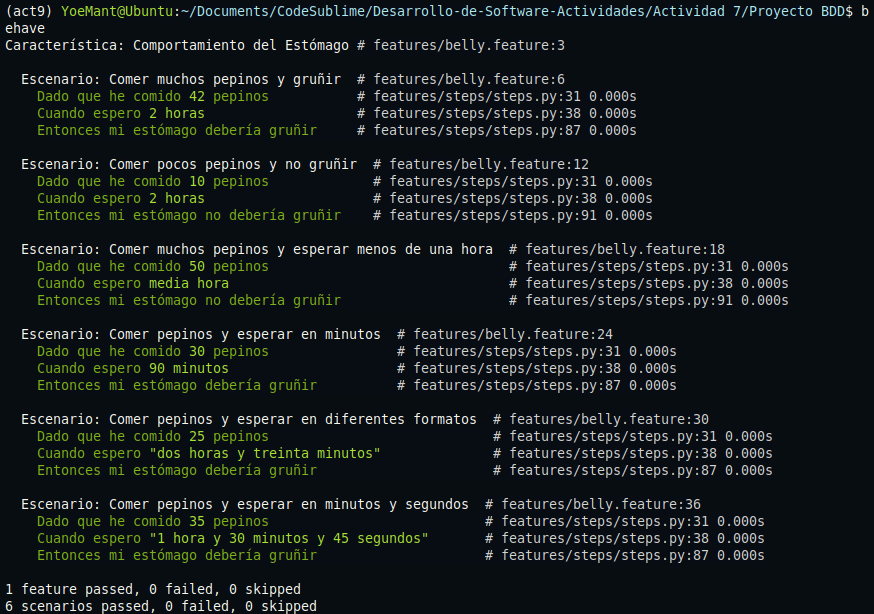 (act9) YoeMant@Ubuntu:~/Documents/CodeSublime/Desarrollo-de-Software-Actividades/Actividad 7/Proyecto BDD$ b
ehave
Característica: Comportamiento del Estómago # features/belly.feature:3
Escenario: Comer muchos pepinos y gruñir # features/belly.feature:6
Dado que he comido 42 pepinos # features/steps/steps.py:31 0.000s
Cuando espero 2 horas # features/steps/steps.py:38 0.000s
Entonces mi estómago debería gruñir # features/steps/steps.py:87 0.000s
Escenario: Comer pocos pepinos y no gruñir # features/belly.feature:12
Dado que he comido 10 pepinos # features/steps/steps.py:31 0.000s
Cuando espero 2 horas # features/steps/steps.py:38 0.000s
Entonces mi estómago no debería gruñir # features/steps/steps.py:91 0.000s
Escenario: Comer muchos pepinos y esperar menos de una hora # features/belly.feature:18
Dado que he comido 50 pepinos # features/steps/steps.py:31 0.000s
Cuando espero media hora # features/steps/steps.py:38 0.000s
Entonces mi estómago no debería gruñir # features/steps/steps.py:91 0.000s
Escenario: Comer pepinos y esperar en minutos # features/belly.feature:24
Dado que he comido 30 pepinos # features/steps/steps.py:31 0.000s
Cuando espero 90 minutos # features/steps/steps.py:38 0.000s
Entonces mi estómago debería gruñir # features/steps/steps.py:87 0.000s
Escenario: Comer pepinos y esperar en diferentes formatos # features/belly.feature:30
Dado que he comido 25 pepinos # features/steps/steps.py:31 0.000s
Cuando espero "dos horas y treinta minutos" # features/steps/steps.py:38 0.000s
Entonces mi estómago debería gruñir # features/steps/steps.py:87 0.000s
Escenario: Comer pepinos y esperar en minutos y segundos # features/belly.feature:36
Dado que he comido 35 pepinos # features/steps/steps.py:31 0.000s
Cuando espero "1 hora y 30 minutos y 45 segundos" # features/steps/steps.py:38 0.000s
Entonces mi estómago debería gruñir # features/steps/steps.py:87 0.000s
1 feature passed, 0 failed, 0 skipped
6 scenarios passed, 0 failed, 0 skipped